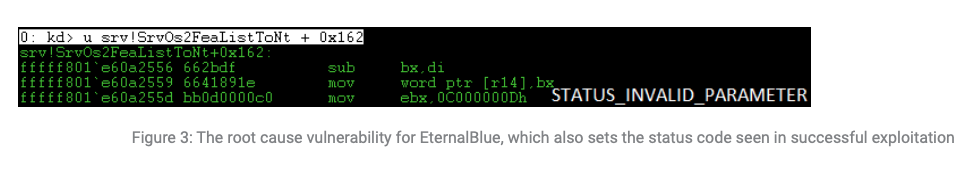 0: kd> u srv!SrvOs2FeaListToNt + 0x162
srv!SrvOs2FeaListToNt+0x162:
fffff801`e60a2556 662bdf sub bx,di
fffff801`e60a2559 6641891e mov word ptr [r14],bx
fffff801`e60a255d bb0d0000c0 mov ebx,0C000000Dh STATUS_INVALID_PARAMETER
Figure 3: The root cause vulnerability for EternalBlue, which also sets the status code seen in successful exploitation